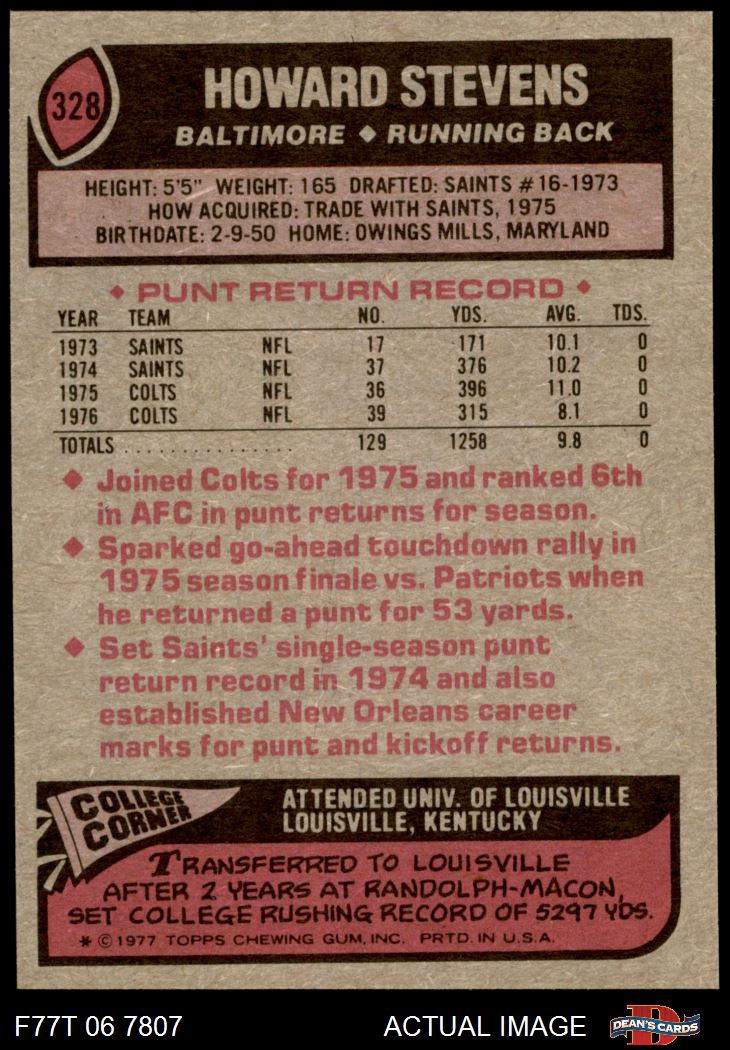 328
HOWARD STEVENS
BALTIMORE ◆ RUNNING BACK
HEIGHT: 5'5" WEIGHT: 165 DRAFTED: SAINTS #16-1973
HOW ACQUIRED: TRADE WITH SAINTS, 1975
BIRTHDATE: 2-9-50 HOME: OWINGS MILLS, MARYLAND
◆ PUNT RETURN RECORD ◆
YEAR TEAM NO. YDS. AVG. TDS.
1973 SAINTS NFL 17 171 10.1 0
1974 SAINTS NFL 37 376 10.2 0
1975 COLTS NFL 36 396 11.0 0
1976 COLTS NFL 39 315 8.1 0
TOTALS . . . . . . . . . . . . . . . 129 1258 9.8 0
◆ Joined Colts for 1975 and ranked 6th
in AFC in punt returns for season.
◆ Sparked go-ahead touchdown rally in
1975 season finale vs. Patriots when
he returned a punt for 53 yards.
◆ Set Saints' single-season punt
return record in 1974 and also
established New Orleans career
marks for punt and kickoff returns.
COLLEGE
CORNER
ATTENDED UNIV. OF LOUISVILLE
LOUISVILLE, KENTUCKY
TRANSFERRED TO LOUISVILLE
AFTER 2 YEARS AT RANDOLPH-MACON,
SET COLLEGE RUSHING RECORD OF 5297 YDS.
* © 1977 TOPPS CHEWING GUM, INC. PRTD. IN U.S.A.
F77T 06 7807 ACTUAL IMAGE
D
DEAN'S CARDS